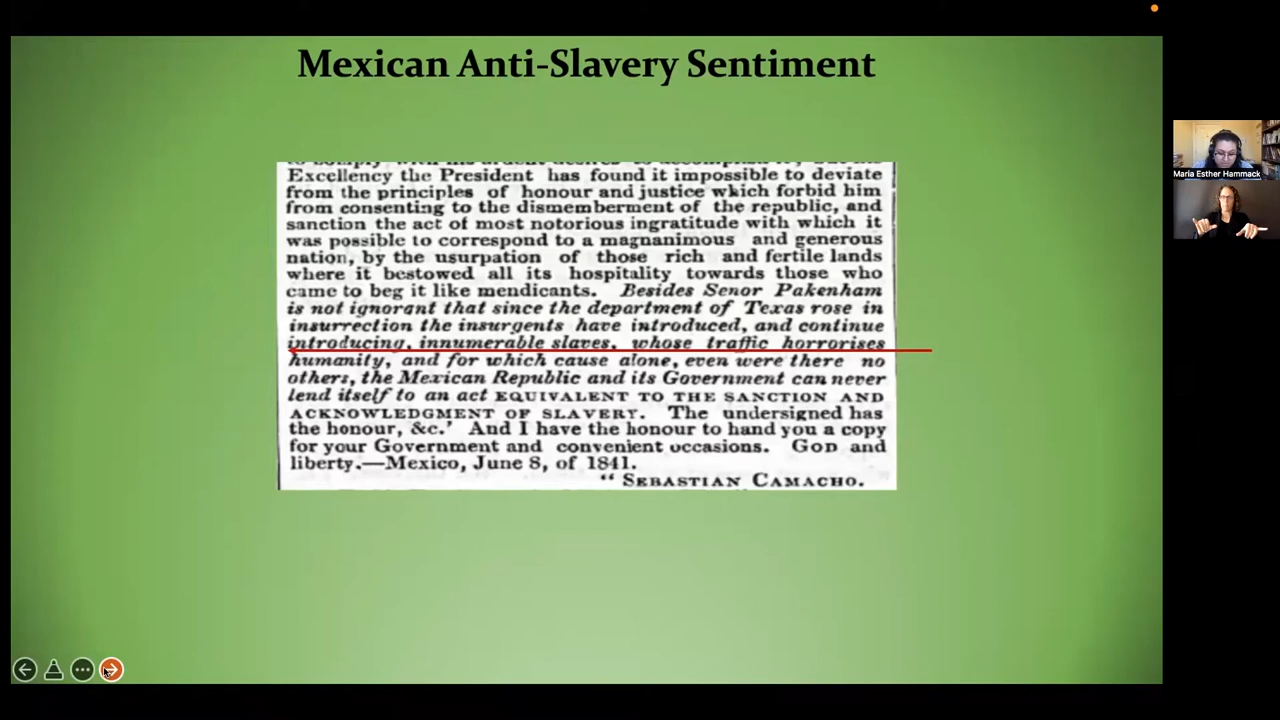 Mexican Anti-Slavery Sentiment
Excellency the President has found it impossible to deviate
from the principles of honour and justice which forbid him
from consenting to the dismemberment of the republic, and
sanction the act of most notorious ingratitude with which it
was possible to correspond to a magnanimous and generous
nation, by the usurpation of those rich and fertile lands
where it bestowed all its hospitality towards those who
came to beg it like mendicants. Besides Senor Pakenham
is not ignorant that since the department of Texas rose in
insurrection the insurgents have introduced, and continue
introducing, innumerable slaves, whose traffic horrorises
humanity, and for which cause alone, even were there no
others, the Mexican Republic and its Government can never
lend itself to an act EQUIVALENT TO THE SANCTION AND
ACKNOWLEDGMENT OF SLAVERY. The undersigned has
the honour, &c.' And I have the honour to hand you a copy
for your Government and convenient occasions. GOD and
liberty.—Mexico, June 8, of 1841.
“ SEBASTIAN CAMACHO.
Maria Esther Hammack